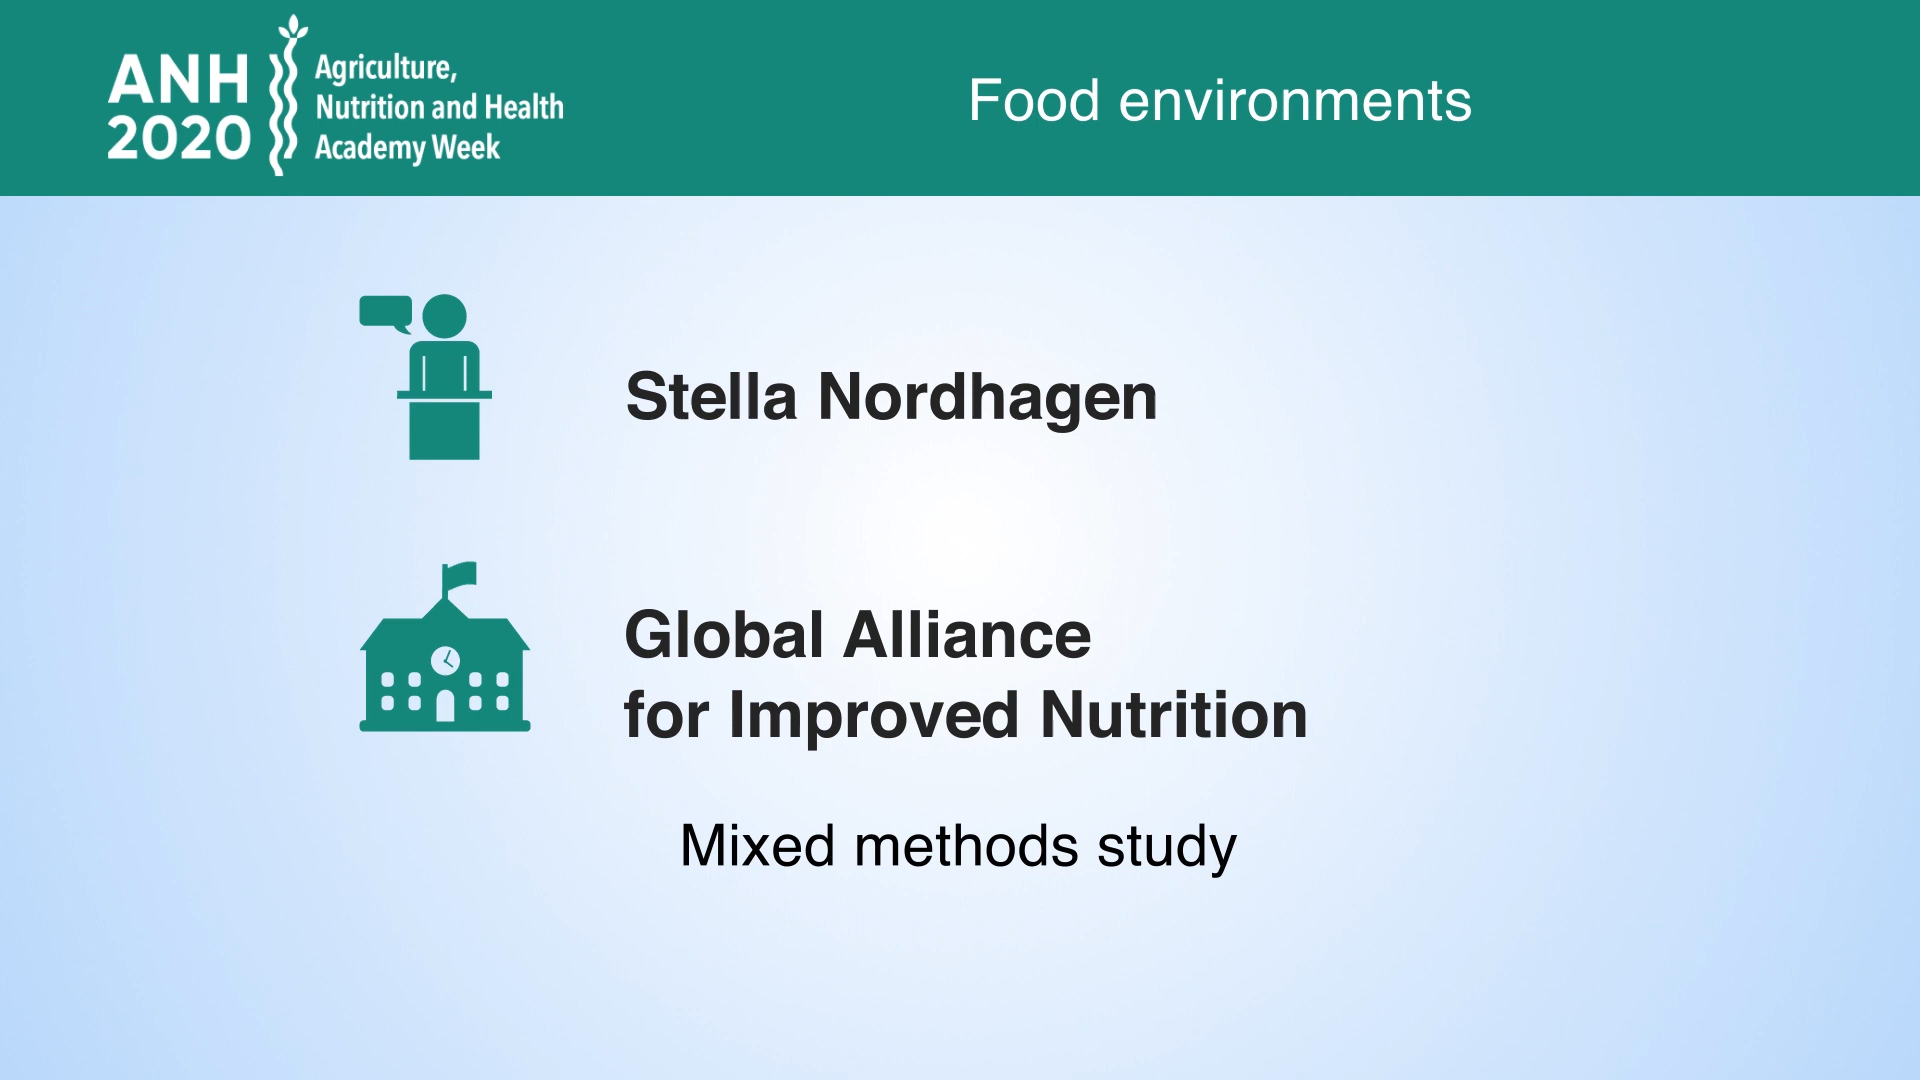 ANH
2020
Agriculture,
Nutrition and Health
Academy Week
Food environments
Stella Nordhagen
Global Alliance
for Improved Nutrition
Mixed methods study